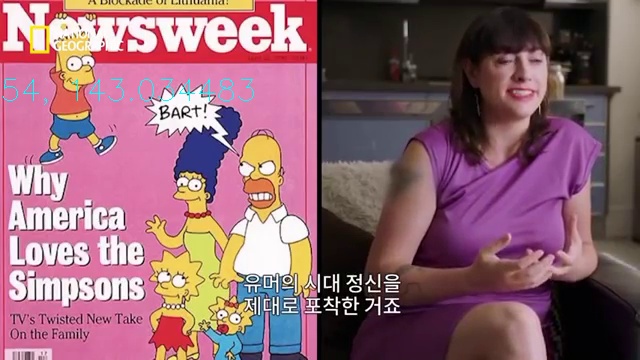 A Blockade of Lithuania?
Newsweek
NATIONAL
GEOGRAPHIC
54, 143.034483
BART!
Why
America
Loves the
Simpsons
TV's Twisted New Take
On the Family
유머의 시대 정신을
제대로 포착한 거죠